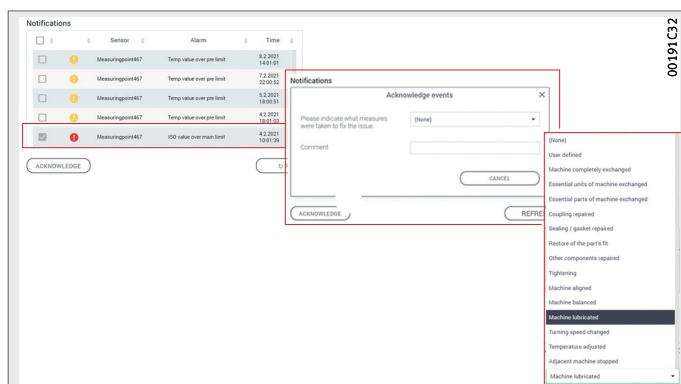 00191C32
Notifications
Sensor Alarm Time
Measuringpoint467 Temp value over pre limit 8.2.2021 14:01:01
Measuringpoint467 Temp value over pre limit 7.2.2021 22:00:52
Measuringpoint467 Temp value over pre limit 5.2.2021 18:00:51
Measuringpoint467 Temp value over pre limit 4.2.2021 18:01:03
Measuringpoint467 ISO value over main limit 4.2.2021 10:01:39
ACKNOWLEDGE
Notifications
Acknowledge events
Please indicate what measures
were taken to fix the issue.
(None)
Comment
CANCEL
ACKNOWLEDGE
REFRE
(None)
User defined
Machine completely exchanged
Essential units of machine exchanged
Essential parts of machine exchanged
Coupling repaired
Sealing / gasket repaired
Restore of the part's fit
Other components repaired
Tightening
Machine aligned
Machine balanced
Machine lubricated
Turning speed changed
Temperature adjusted
Adjacent machine stopped
Machine lubricated